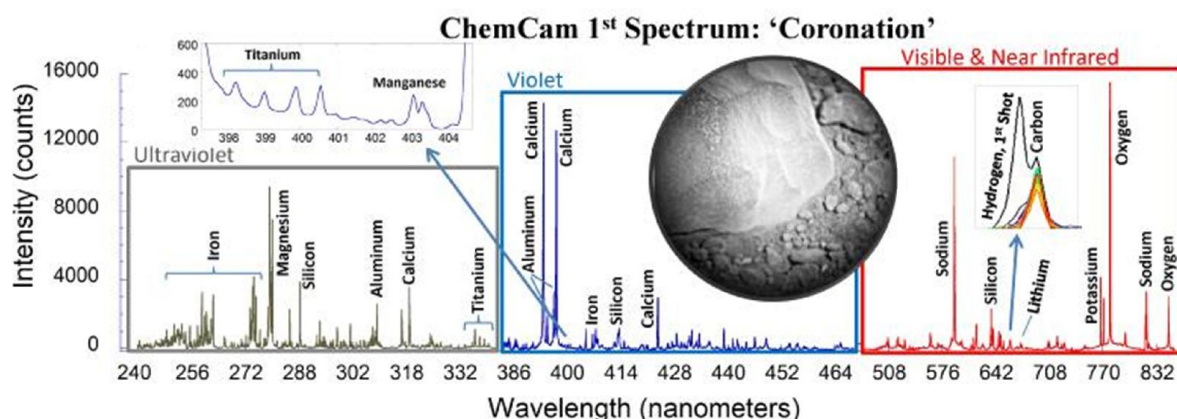 ChemCam 1st Spectrum: ‘Coronation’
600
400
200
0
Titanium
Manganese
398 399 400 401 402 403 404
Ultraviolet
Violet
Visible & Near Infrared
Intensity (counts)
16000
12000
8000
4000
0
Iron
Magnesium
Silicon
Aluminum
Calcium
Titanium
Calcium
Calcium
Aluminum
Iron
Silicon
Calcium
Sodium
Silicon
Hydrogen, 1st Shot
Carbon
Lithium
Potassium
Oxygen
Sodium
Oxygen
240 256 272 288 302 318 332 386 400 414 428 440 452 464 508 576 642 708 770 832
Wavelength (nanometers)